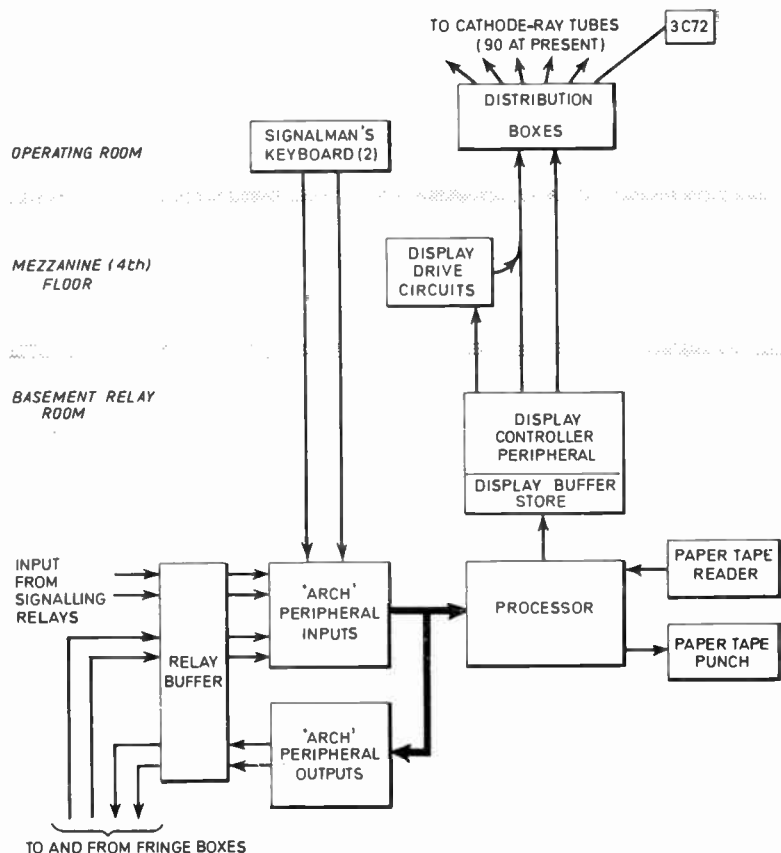 TO CATHODE-RAY TUBES
(90 AT PRESENT)
3C72
DISTRIBUTION
BOXES
SIGNALMAN'S
KEYBOARD (2)
OPERATING ROOM
MEZZANINE (4th)
FLOOR
DISPLAY
DRIVE
CIRCUITS
BASEMENT RELAY
ROOM
DISPLAY
CONTROLLER
PERIPHERAL
DISPLAY BUFFER
STORE
INPUT
FROM
SIGNALLING
RELAYS
RELAY
BUFFER
'ARCH'
PERIPHERAL
INPUTS
PROCESSOR
PAPER TAPE
READER
PAPER TAPE
PUNCH
'ARCH'
PERIPHERAL
OUTPUTS
TO AND FROM FRINGE BOXES